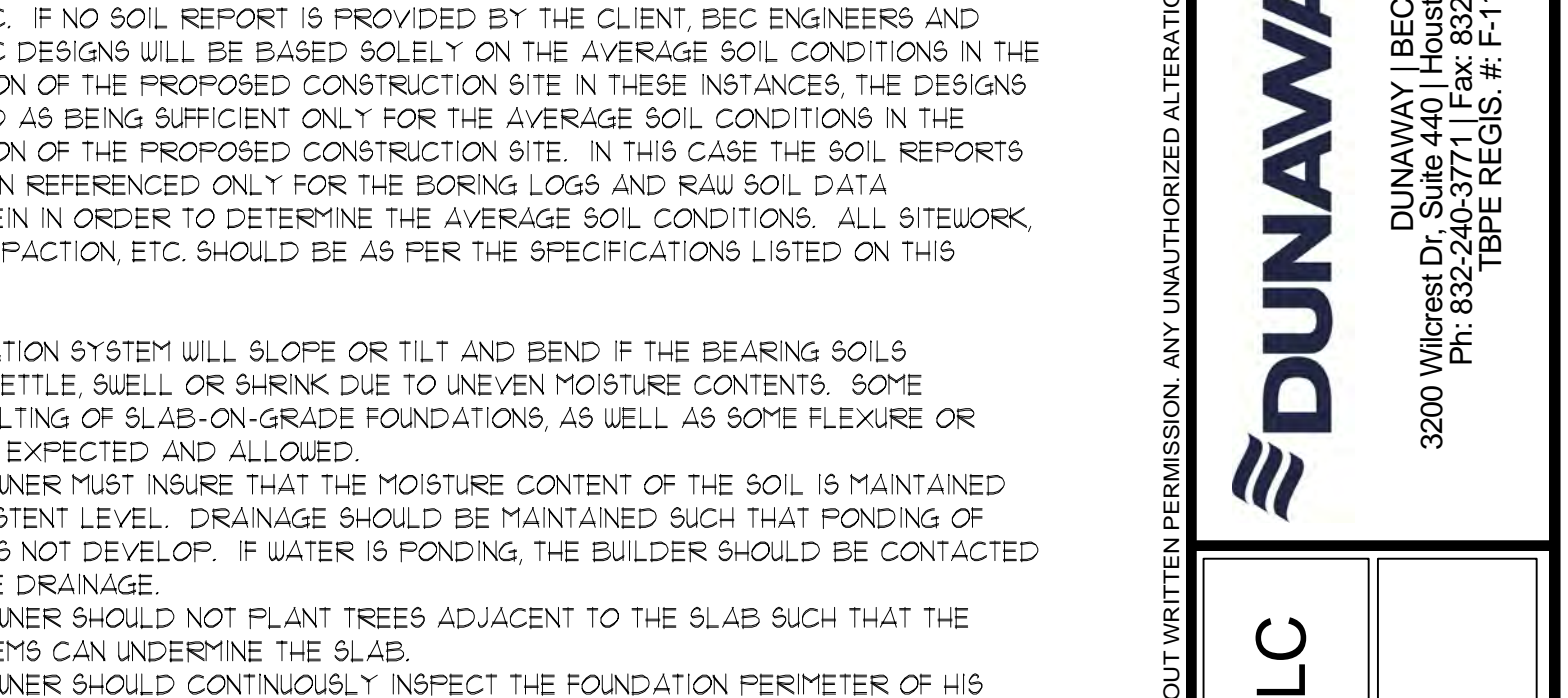 IF NO SOIL REPORT IS PROVIDED BY THE CLIENT, BEC ENGINEERS AND
C DESIGNS WILL BE BASED SOLELY ON THE AVERAGE SOIL CONDITIONS IN THE
ON OF THE PROPOSED CONSTRUCTION SITE IN THESE INSTANCES, THE DESIGNS
AS BEING SUFFICIENT ONLY FOR THE AVERAGE SOIL CONDITIONS IN THE
ON OF THE PROPOSED CONSTRUCTION SITE. IN THIS CASE THE SOIL REPORTS
N REFERENCED ONLY FOR THE BORING LOGS AND RAW SOIL DATA
EIN IN ORDER TO DETERMINE THE AVERAGE SOIL CONDITIONS. ALL SITEWORK,
PACTION, ETC. SHOULD BE AS PER THE SPECIFICATIONS LISTED ON THIS
TION SYSTEM WILL SLOPE OR TILT AND BEND IF THE BEARING SOILS
ETTLE, SWELL OR SHRINK DUE TO UNEVEN MOISTURE CONTENTS. SOME
LTING OF SLAB-ON-GRADE FOUNDATIONS, AS WELL AS SOME FLEXURE OR
EXPECTED AND ALLOWED.
WNER MUST INSURE THAT THE MOISTURE CONTENT OF THE SOIL IS MAINTAINED
STENT LEVEL. DRAINAGE SHOULD BE MAINTAINED SUCH THAT PONDING OF
S NOT DEVELOP. IF WATER IS PONDING, THE BUILDER SHOULD BE CONTACTED
E DRAINAGE.
WNER SHOULD NOT PLANT TREES ADJACENT TO THE SLAB SUCH THAT THE
EMS CAN UNDERMINE THE SLAB.
WNER SHOULD CONTINUOUSLY INSPECT THE FOUNDATION PERIMETER OF HIS
OUT WRITTEN PERMISSION. ANY UNAUTHORIZED ALTERATIO
DUNAWA
DUNAWAY | BEC
3200 Wilcrest Dr, Suite 440 | Houst
Ph: 832-240-3771 | Fax: 832
TBPE REGIS. #: F-1
LC